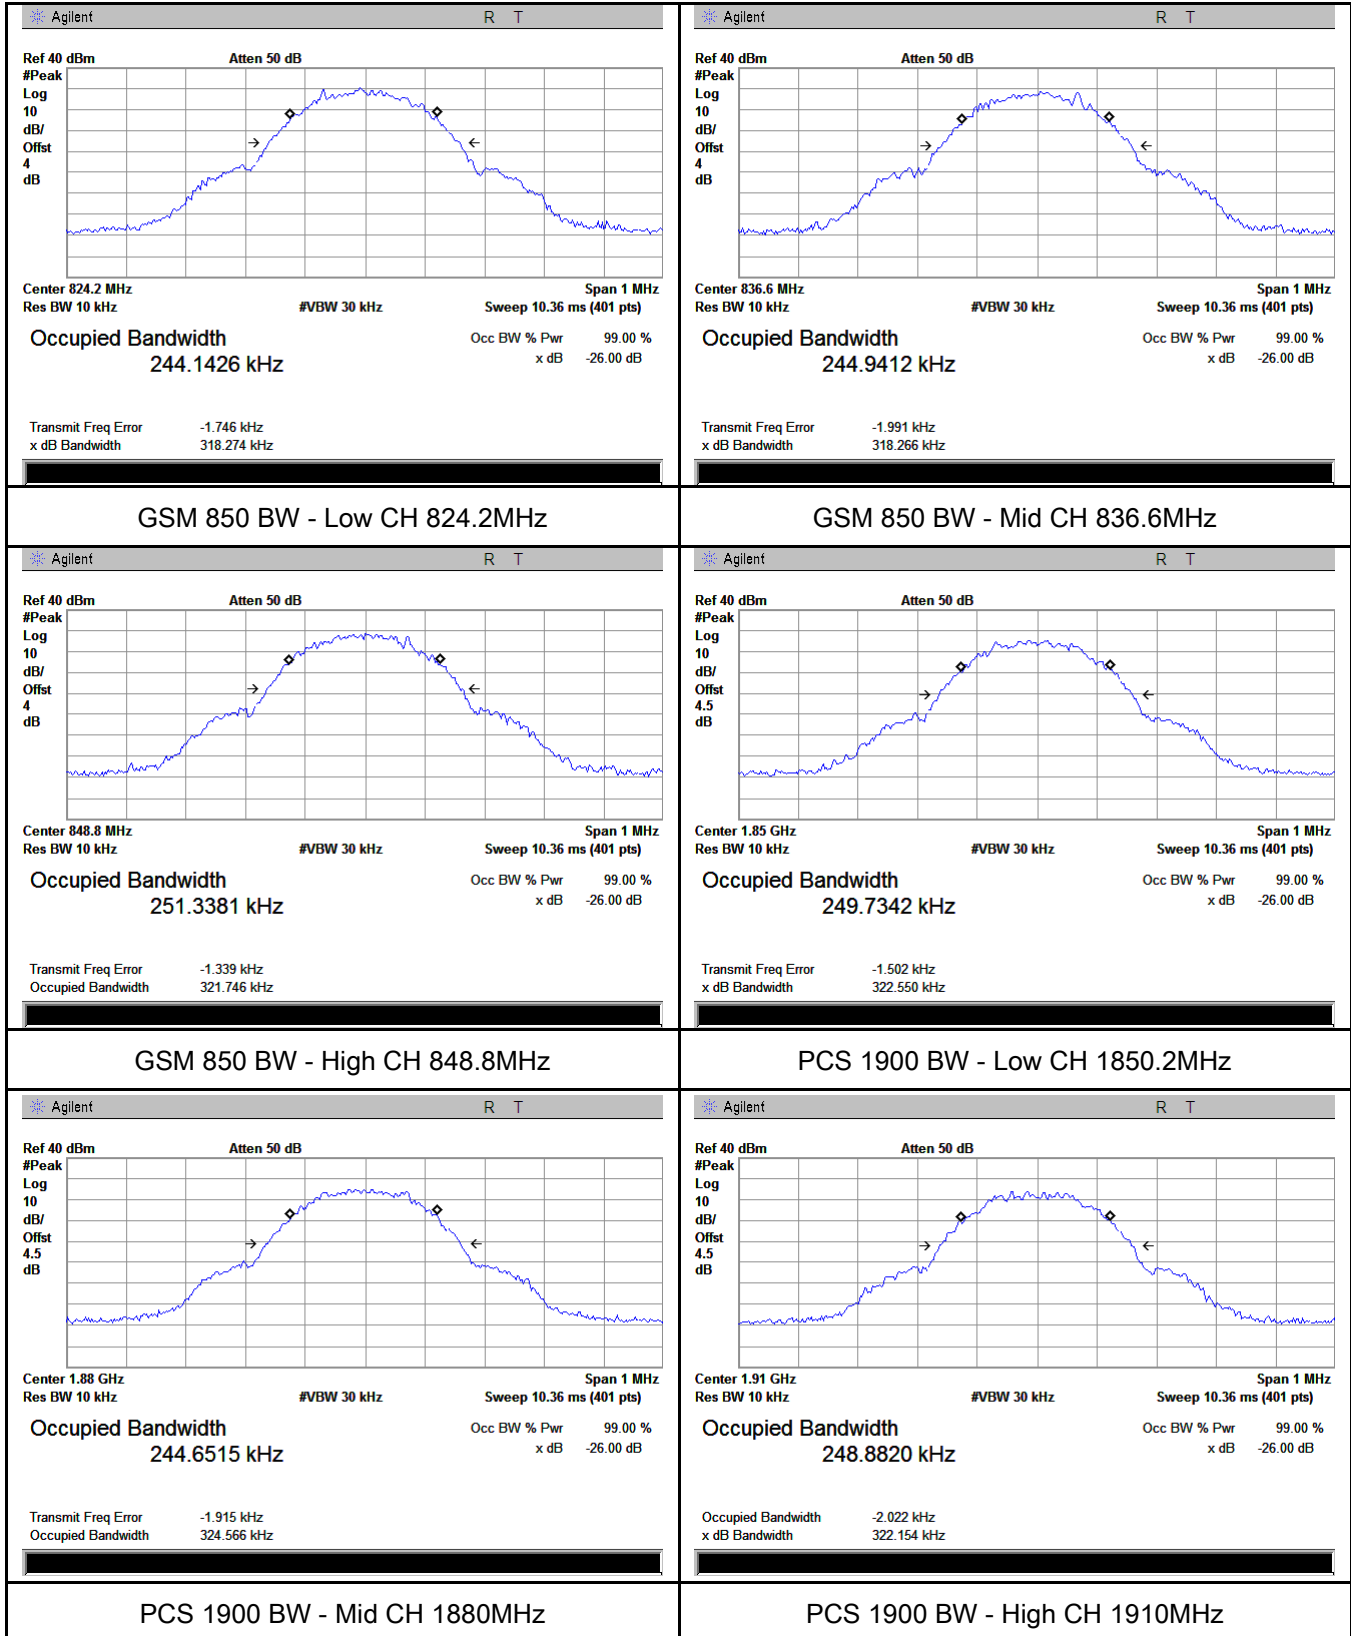 Agilent R T
Ref 40 dBm Atten 50 dB
#Peak
Log
10
dB/
Offst
4
dB
Center 824.2 MHz Span 1 MHz
Res BW 10 kHz #VBW 30 kHz Sweep 10.36 ms (401 pts)
Occupied Bandwidth Occ BW % Pwr 99.00 %
244.1426 kHz x dB -26.00 dB
Transmit Freq Error -1.746 kHz
x dB Bandwidth 318.274 kHz
GSM 850 BW - Low CH 824.2MHz
Agilent R T
Ref 40 dBm Atten 50 dB
#Peak
Log
10
dB/
Offst
4
dB
Center 836.6 MHz Span 1 MHz
Res BW 10 kHz #VBW 30 kHz Sweep 10.36 ms (401 pts)
Occupied Bandwidth Occ BW % Pwr 99.00 %
244.9412 kHz x dB -26.00 dB
Transmit Freq Error -1.991 kHz
x dB Bandwidth 318.266 kHz
GSM 850 BW - Mid CH 836.6MHz
Agilent R T
Ref 40 dBm Atten 50 dB
#Peak
Log
10
dB/
Offst
4
dB
Center 848.8 MHz Span 1 MHz
Res BW 10 kHz #VBW 30 kHz Sweep 10.36 ms (401 pts)
Occupied Bandwidth Occ BW % Pwr 99.00 %
251.3381 kHz x dB -26.00 dB
Transmit Freq Error -1.339 kHz
Occupied Bandwidth 321.746 kHz
GSM 850 BW - High CH 848.8MHz
Agilent R T
Ref 40 dBm Atten 50 dB
#Peak
Log
10
dB/
Offst
4.5
dB
Center 1.85 GHz Span 1 MHz
Res BW 10 kHz #VBW 30 kHz Sweep 10.36 ms (401 pts)
Occupied Bandwidth Occ BW % Pwr 99.00 %
249.7342 kHz x dB -26.00 dB
Transmit Freq Error -1.502 kHz
x dB Bandwidth 322.550 kHz
PCS 1900 BW - Low CH 1850.2MHz
Agilent R T
Ref 40 dBm Atten 50 dB
#Peak
Log
10
dB/
Offst
4.5
dB
Center 1.88 GHz Span 1 MHz
Res BW 10 kHz #VBW 30 kHz Sweep 10.36 ms (401 pts)
Occupied Bandwidth Occ BW % Pwr 99.00 %
244.6515 kHz x dB -26.00 dB
Transmit Freq Error -1.915 kHz
Occupied Bandwidth 324.566 kHz
PCS 1900 BW - Mid CH 1880MHz
Agilent R T
Ref 40 dBm Atten 50 dB
#Peak
Log
10
dB/
Offst
4.5
dB
Center 1.91 GHz Span 1 MHz
Res BW 10 kHz #VBW 30 kHz Sweep 10.36 ms (401 pts)
Occupied Bandwidth Occ BW % Pwr 99.00 %
248.8820 kHz x dB -26.00 dB
Occupied Bandwidth -2.022 kHz
x dB Bandwidth 322.154 kHz
PCS 1900 BW - High CH 1910MHz